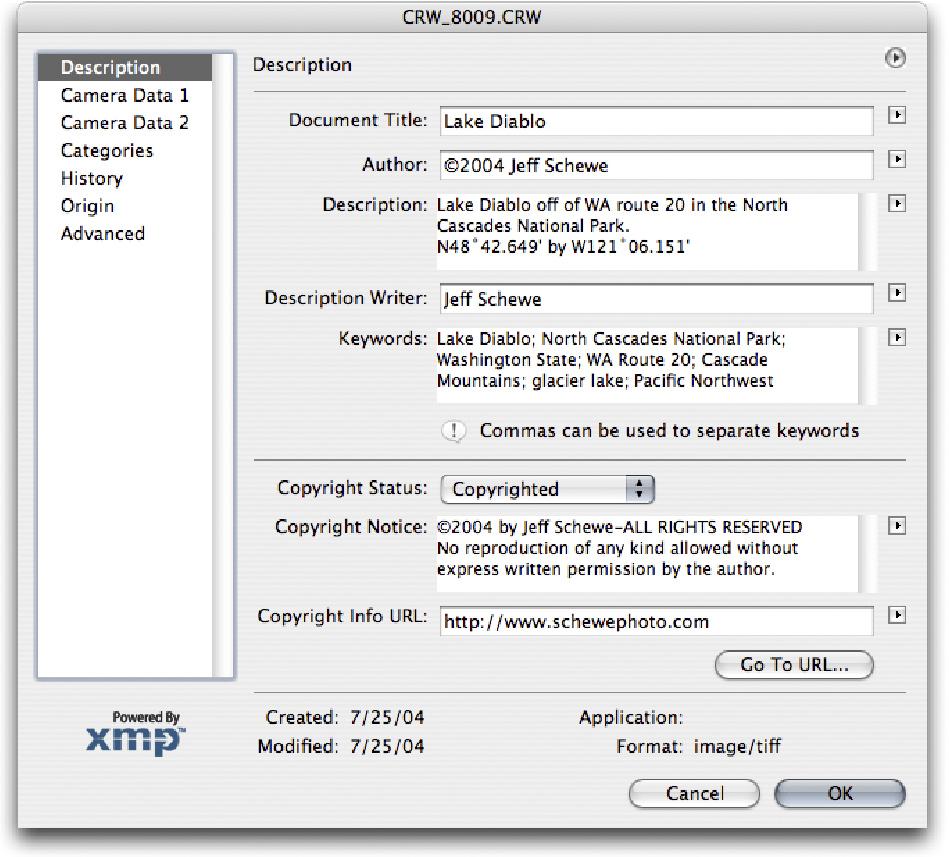 CRW_8009.CRW
Description
Camera Data 1
Camera Data 2
Categories
History
Origin
Advanced
Description
Document Title: Lake Diablo
Author: ©2004 Jeff Schewe
Description: Lake Diablo off of WA route 20 in the North
Cascades National Park.
N48˚42.649' by W121˚06.151'
Description Writer: Jeff Schewe
Keywords: Lake Diablo; North Cascades National Park;
Washington State; WA Route 20; Cascade
Mountains; glacier lake; Pacific Northwest
! Commas can be used to separate keywords
Copyright Status: Copyrighted
Copyright Notice: ©2004 by Jeff Schewe-ALL RIGHTS RESERVED
No reproduction of any kind allowed without
express written permission by the author.
Copyright Info URL: http://www.schewephoto.com
Go To URL...
Powered By
xmp™
Created: 7/25/04
Modified: 7/25/04
Application:
Format: image/tiff
Cancel
OK